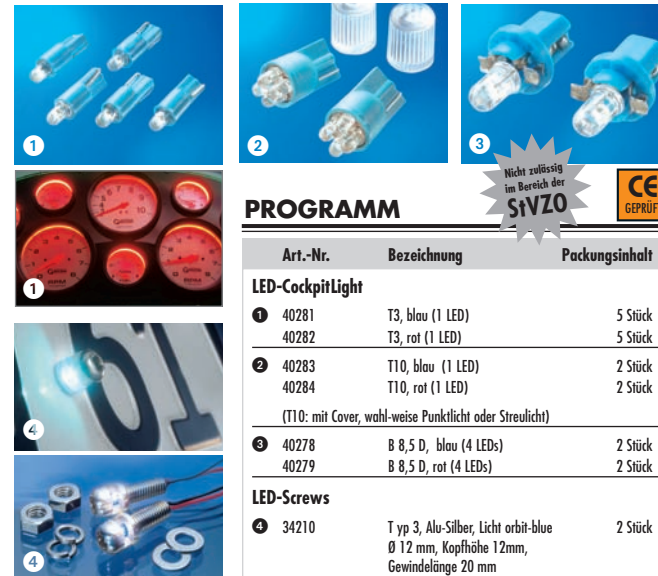 1
2
3
Nicht zulässig
im Bereich der
StVZO
CE
GEPRÜFT
1
PROGRAMM
Art.-Nr. Bezeichnung Packungsinhalt
LED-CockpitLight
1 40281 T3, blau (1 LED) 5 Stück
40282 T3, rot (1 LED) 5 Stück
2 40283 T10, blau (1 LED) 2 Stück
40284 T10, rot (1 LED) 2 Stück
(T10: mit Cover, wahl-weise Punktlicht oder Streulicht)
3 40278 B 8,5 D, blau (4 LEDs) 2 Stück
40279 B 8,5 D, rot (4 LEDs) 2 Stück
LED-Screws
4 34210 T yp 3, Alu-Silber, Licht orbit-blue 2 Stück
Ø 12 mm, Kopfhöhe 12mm,
Gewindelänge 20 mm
4
4